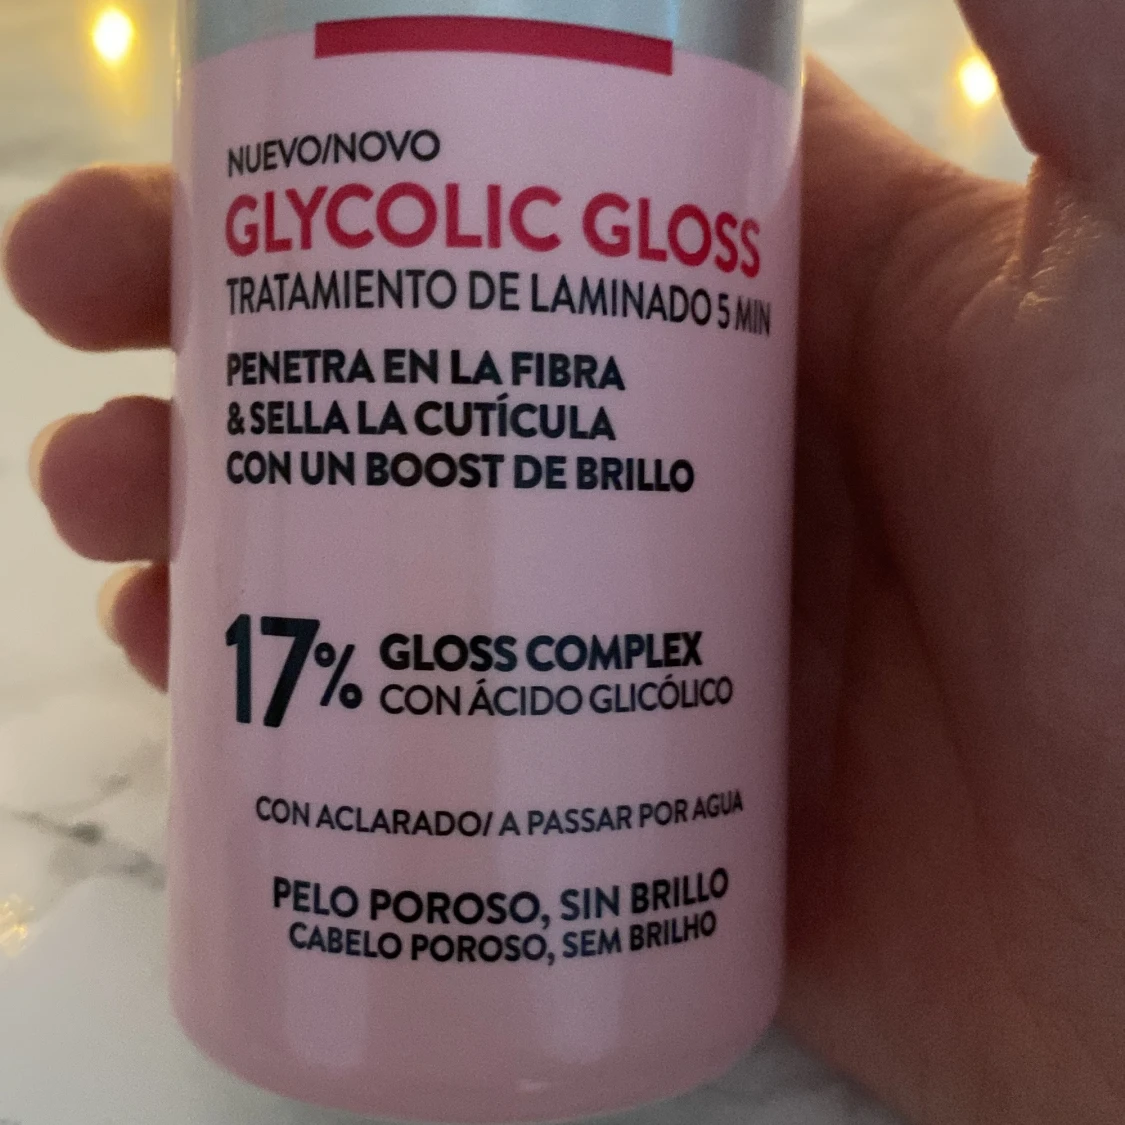 NUEVO/NOVO
GLYCOLIC GLOSS
TRATAMIENTO DE LAMINADO 5 MIN
PENETRA EN LA FIBRA
& SELLA LA CUTÍCULA
CON UN BOOST DE BRILLO
17% GLOSS COMPLEX
CON ÁCIDO GLICÓLICO
CON ACLARADO/ A PASSAR POR AGUA
PELO POROSO, SIN BRILLO
CABELO POROSO, SEM BRILHO